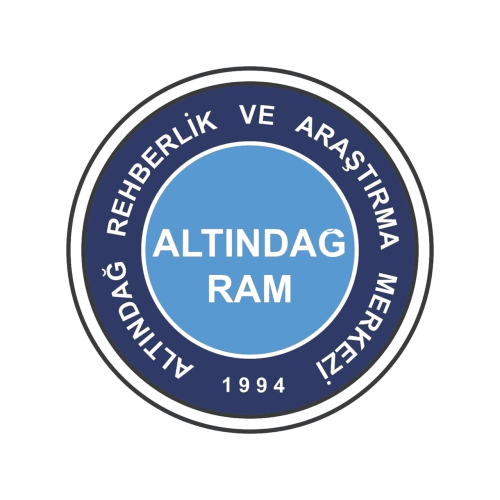 ALTINDAĞ REHBERLİK VE ARAŞTIRMA MERKEZİ
ALTINDAĞ
RAM
1994